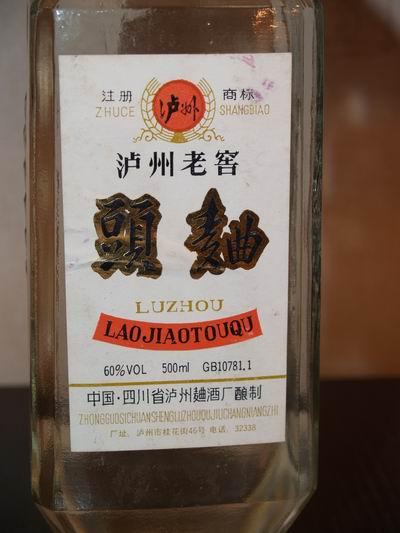 注册 泸州 商标
ZHUCE SHANGBIAO
泸州老窖
頭麯
LUZHOU
LAOJIAOTOUQU
60%VOL 500ml GB10781.1
中国·四川省泸州麯酒厂酿制
ZHONGGUOSICHUANSHENGLUZHOUQUJIUCHANGNIANGZHI
厂址：泸州市桂花街46号 电话：32338